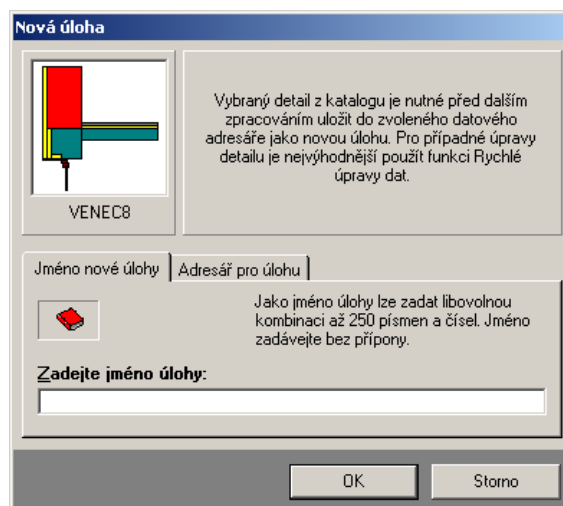 Nová úloha
Vybraný detail z katalogu je nutné před dalším
zpracováním uložit do zvoleného datového
adresáře jako novou úlohu. Pro případné úpravy
detailu je nejvýhodnější použít funkci Rychlé
úpravy dat.
VENEC8
Jméno nové úlohy
Adresář pro úlohu
Jako jméno úlohy lze zadat libovolnou
kombinaci až 250 písmen a čísel. Jméno
zadávejte bez přípony.
Zadejte jméno úlohy:
OK
Storno